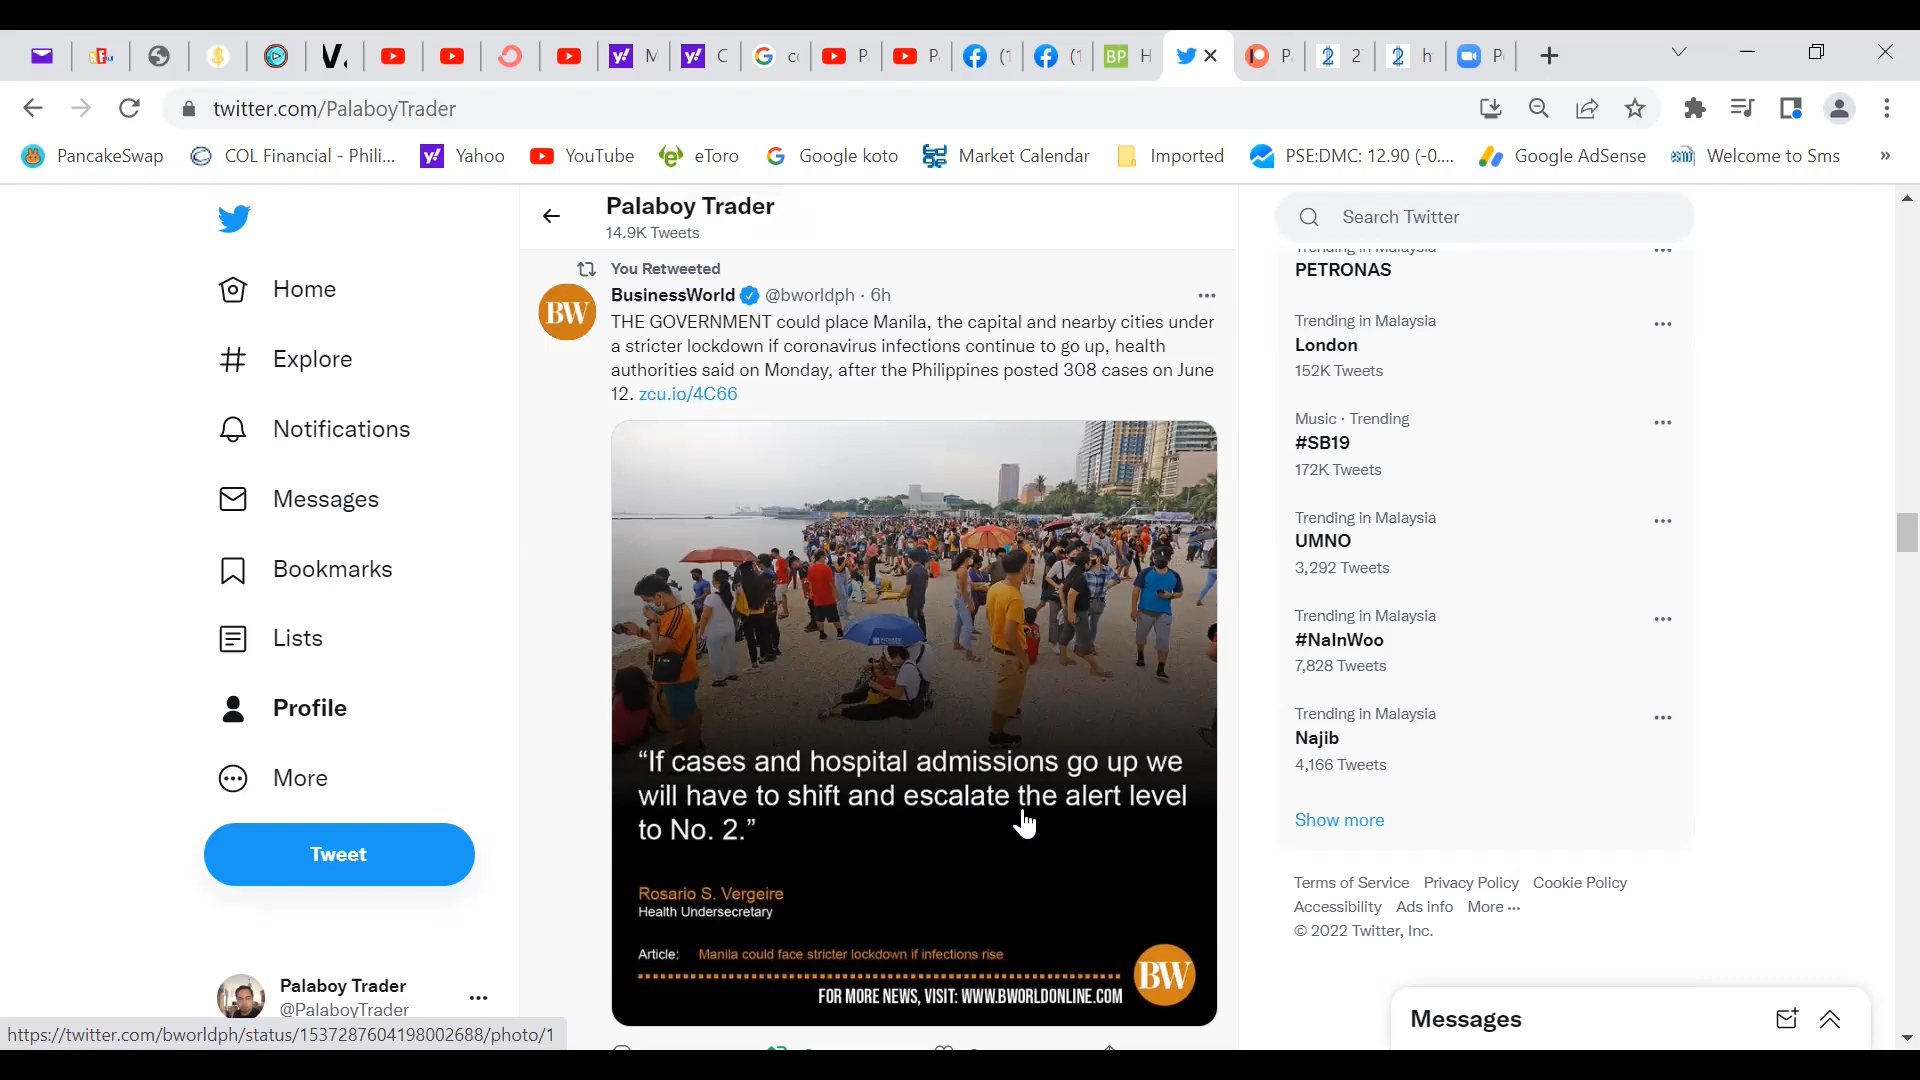 M
C
cc
P
P
(1
(1
BP H
P
2
h
P
twitter.com/PalaboyTrader
PancakeSwap
COL Financial - Phili...
Yahoo
YouTube
eToro
Google koto
Market Calendar
Imported
PSE:DMC: 12.90 (-0....
Google AdSense
Welcome to Sms
»
Palaboy Trader
14.9K Tweets
Home
Explore
Notifications
Messages
Bookmarks
Lists
Profile
More
Tweet
Palaboy Trader
@PalaboyTrader
https://twitter.com/bworldph/status/1537287604198002688/photo/1
You Retweeted
BW
BusinessWorld @bworldph · 6h
THE GOVERNMENT could place Manila, the capital and nearby cities under
a stricter lockdown if coronavirus infections continue to go up, health
authorities said on Monday, after the Philippines posted 308 cases on June
12. zcu.io/4C66
“If cases and hospital admissions go up we
will have to shift and escalate the alert level
to No. 2.”
Rosario S. Vergeire
Health Undersecretary
Article: Manila could face stricter lockdown if infections rise
BW
FOR MORE NEWS, VISIT: WWW.BWORLDONLINE.COM
Search Twitter
Trending in Malaysia
PETRONAS
Trending in Malaysia
London
152K Tweets
Music · Trending
#SB19
172K Tweets
Trending in Malaysia
UMNO
3,292 Tweets
Trending in Malaysia
#NaInWoo
7,828 Tweets
Trending in Malaysia
Najib
4,166 Tweets
Show more
Terms of Service Privacy Policy Cookie Policy
Accessibility Ads info More ···
© 2022 Twitter, Inc.
Messages